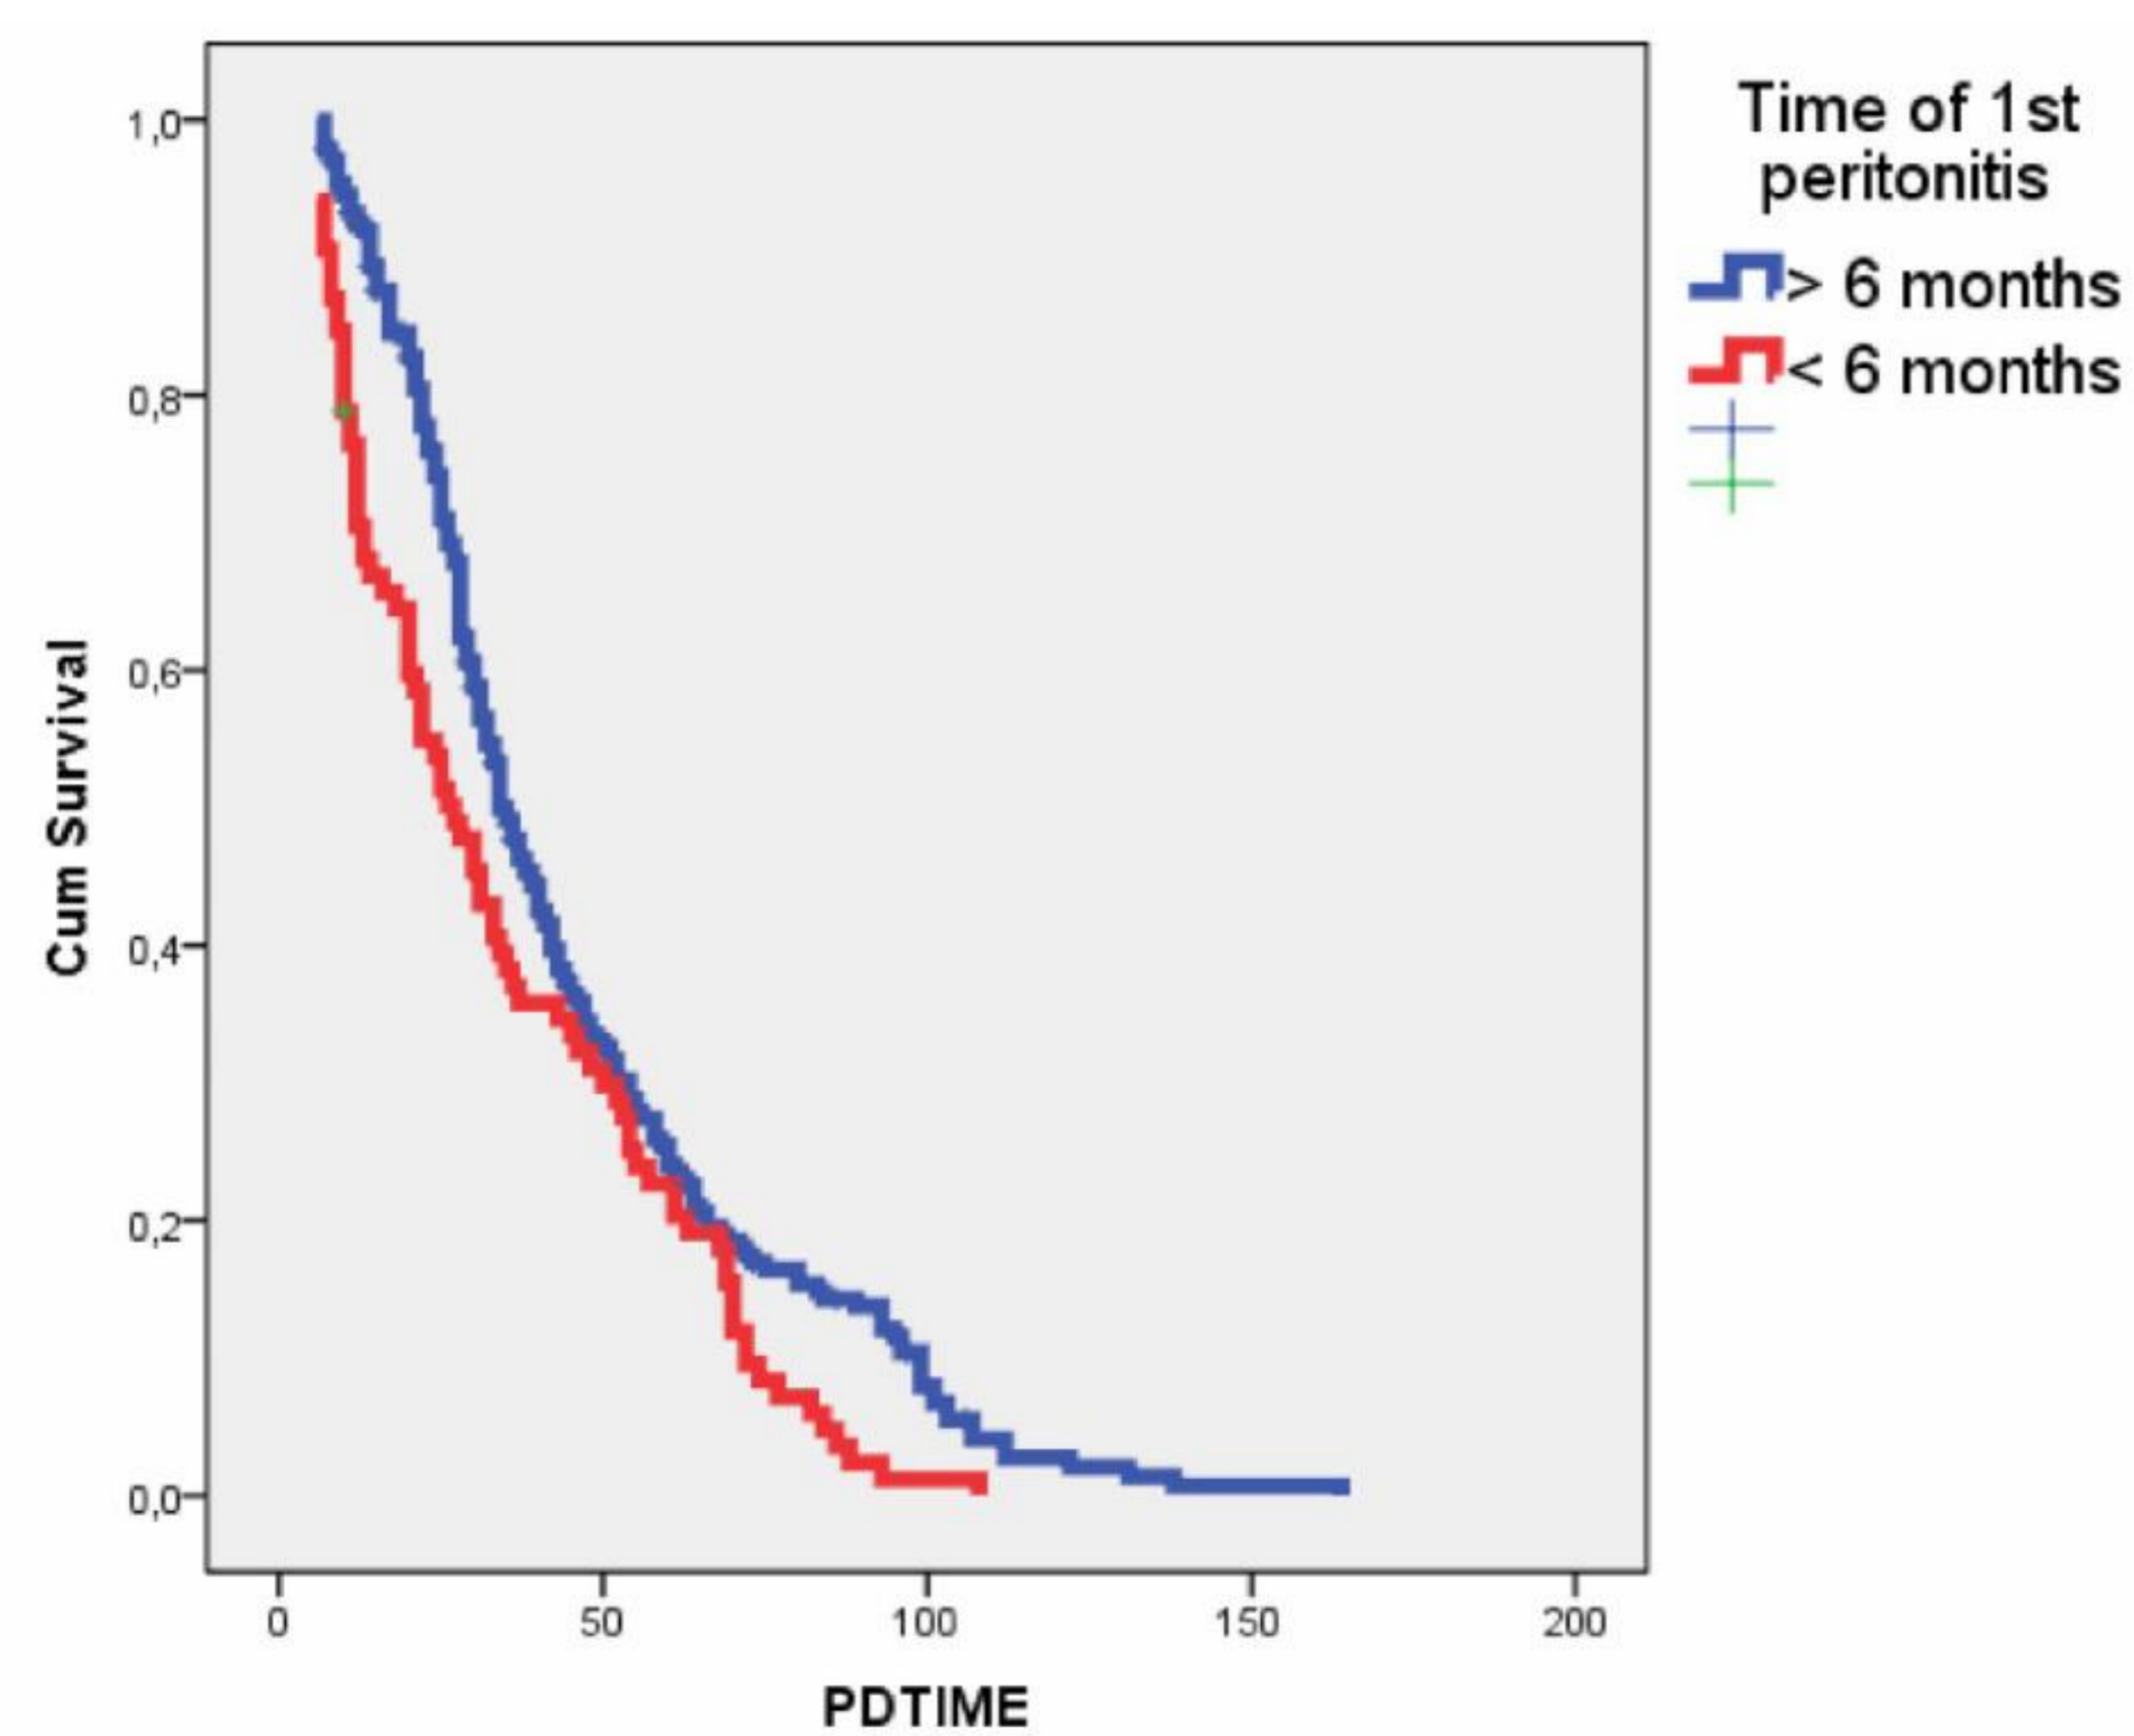 Time of 1st
peritonitis
> 6 months
< 6 months
Cum Survival
1,0
0,8
0,6
0,4
0,2
0,0
0
50
100
150
200
PDTIME